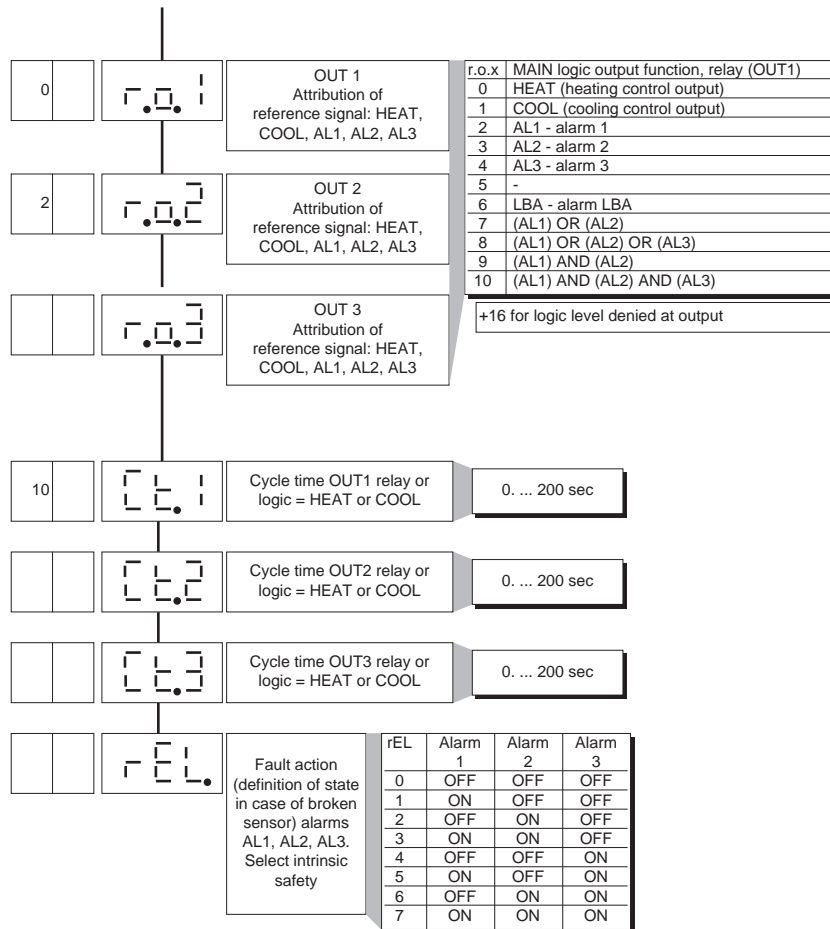 0
r.o.1
OUT 1
Attribution of
reference signal: HEAT,
COOL, AL1, AL2, AL3
r.o.x MAIN logic output function, relay (OUT1)
0 HEAT (heating control output)
1 COOL (cooling control output)
2 AL1 - alarm 1
3 AL2 - alarm 2
4 AL3 - alarm 3
5 -
6 LBA - alarm LBA
7 (AL1) OR (AL2)
8 (AL1) OR (AL2) OR (AL3)
9 (AL1) AND (AL2)
10 (AL1) AND (AL2) AND (AL3)
+16 for logic level denied at output
2
r.o.2
OUT 2
Attribution of
reference signal: HEAT,
COOL, AL1, AL2, AL3
r.o.3
OUT 3
Attribution of
reference signal: HEAT,
COOL, AL1, AL2, AL3
10
Ct.1
Cycle time OUT1 relay or
logic = HEAT or COOL
0. ... 200 sec
Ct.2
Cycle time OUT2 relay or
logic = HEAT or COOL
0. ... 200 sec
Ct.3
Cycle time OUT3 relay or
logic = HEAT or COOL
0. ... 200 sec
rEL.
Fault action
(definition of state
in case of broken
sensor) alarms
AL1, AL2, AL3.
Select intrinsic
safety
rEL Alarm Alarm Alarm
1 2 3
0 OFF OFF OFF
1 ON OFF OFF
2 OFF ON OFF
3 ON ON OFF
4 OFF OFF ON
5 ON OFF ON
6 OFF ON ON
7 ON ON ON